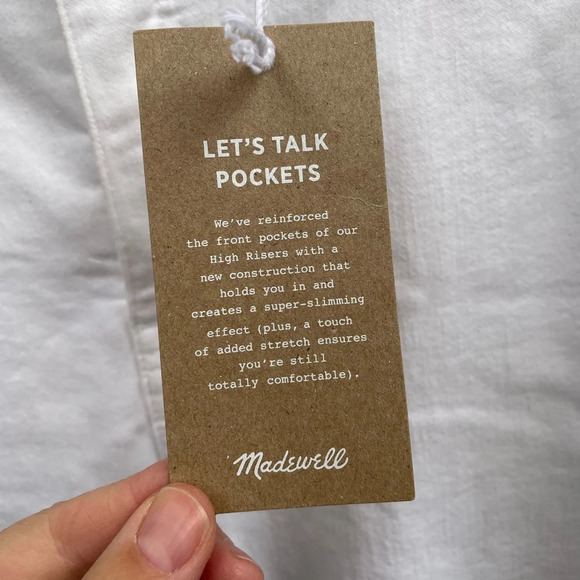 LET'S TALK
POCKETS
We've reinforced
the front pockets of our
High Risers with a
new construction that
holds you in and
creates a super-slimming
effect (plus, a touch
of added stretch ensures
you're still
totally comfortable).
Madewell